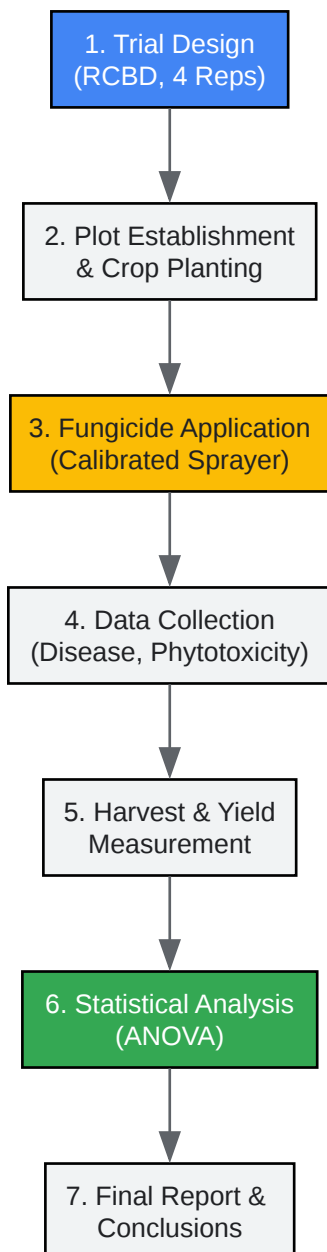 1. Trial Design
(RCBD, 4 Reps)
2. Plot Establishment
& Crop Planting
3. Fungicide Application
(Calibrated Sprayer)
4. Data Collection
(Disease, Phytotoxicity)
5. Harvest & Yield
Measurement
6. Statistical Analysis
(ANOVA)
7. Final Report &
Conclusions